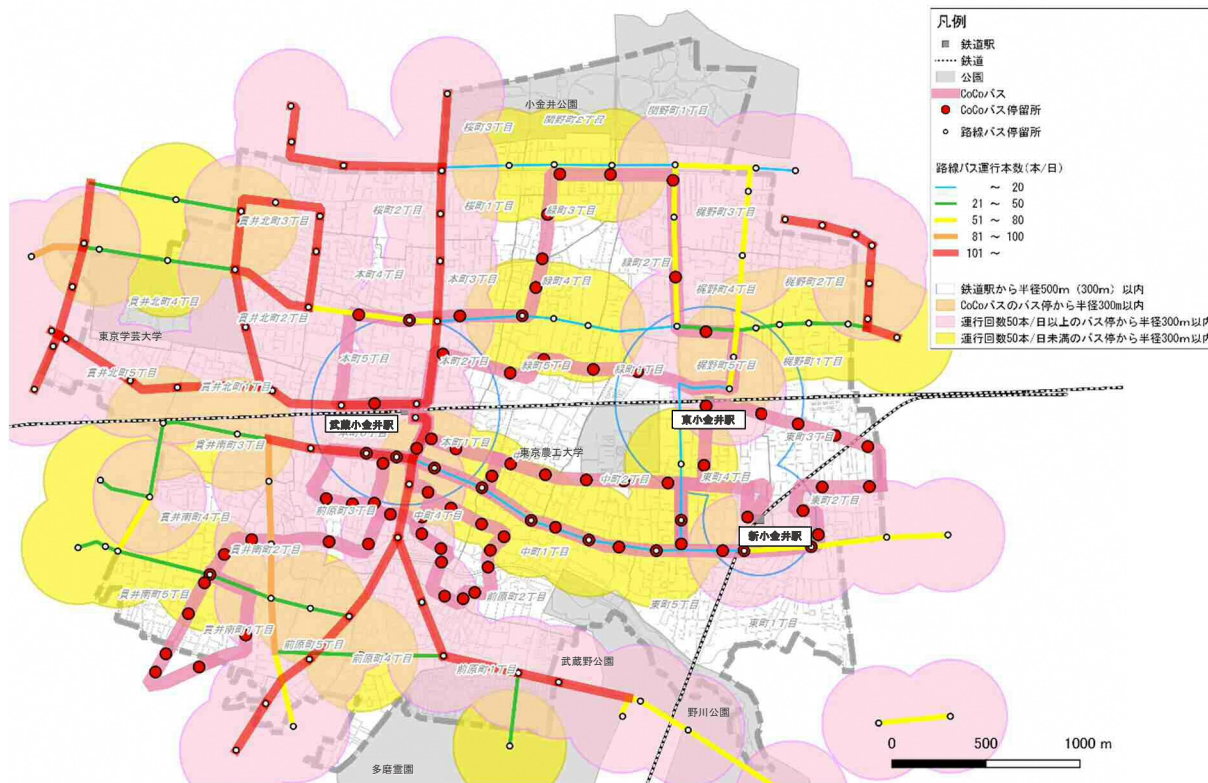 凡例
鉄道駅
鉄道
公園
CoCoバス
CoCoバス停留所
路線バス停留所
路線バス運行本数(本/日)
～ 20
21 ～ 50
51 ～ 80
81 ～ 100
101 ～
鉄道駅から半径500m（300m）以内
CoCoバスのバス停から半径300m以内
運行回数50本/日以上のバス停から半径300m以内
運行回数50本/日未満のバス停から半径300m以内
小金井公園
関野町1丁目
関野町2丁目
桜町3丁目
桜町1丁目
桜町2丁目
緑町3丁目
梶野町3丁目
貫井北町3丁目
本町4丁目
本町3丁目
緑町4丁目
緑町2丁目
梶野町4丁目
梶野町2丁目
貫井北町4丁目
貫井北町2丁目
東京学芸大学
本町5丁目
本町2丁目
緑町5丁目
緑町1丁目
梶野町5丁目
梶野町1丁目
貫井北町5丁目
貫井北町1丁目
武蔵小金井駅
東小金井駅
貫井南町3丁目
本町1丁目
東京農工大学
東町3丁目
中町2丁目
東町4丁目
東町2丁目
貫井南町4丁目
前原町3丁目
中町4丁目
新小金井駅
貫井南町2丁目
中町1丁目
貫井南町5丁目
前原町2丁目
東町5丁目
東町1丁目
貫井南町1丁目
前原町5丁目
前原町4丁目
前原町1丁目
武蔵野公園
野川公園
多磨霊園
0 500 1000 m